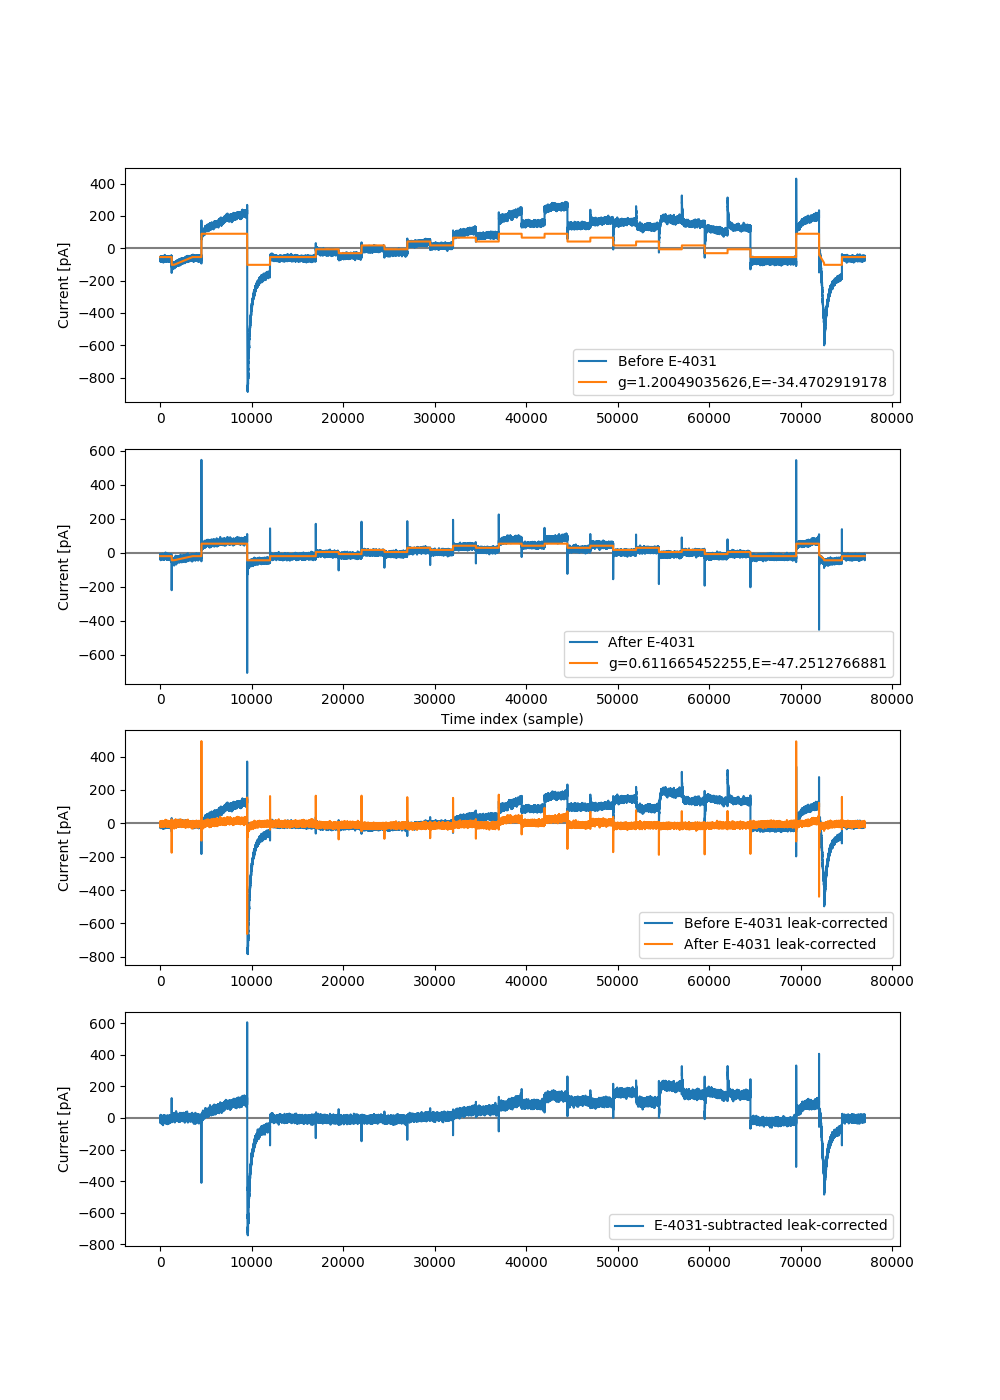 400
200
0
−200
−400
−600
−800
Current [pA]
Before E-4031
g=1.20049035626,E=-34.4702919178
0 10000 20000 30000 40000 50000 60000 70000 80000
600
400
200
0
−200
−400
−600
Current [pA]
After E-4031
g=0.611665452255,E=-47.2512766881
0 10000 20000 30000 40000 50000 60000 70000 80000
Time index (sample)
400
200
0
−200
−400
−600
−800
Current [pA]
Before E-4031 leak-corrected
After E-4031 leak-corrected
0 10000 20000 30000 40000 50000 60000 70000 80000
600
400
200
0
−200
−400
−600
−800
Current [pA]
E-4031-subtracted leak-corrected
0 10000 20000 30000 40000 50000 60000 70000 80000